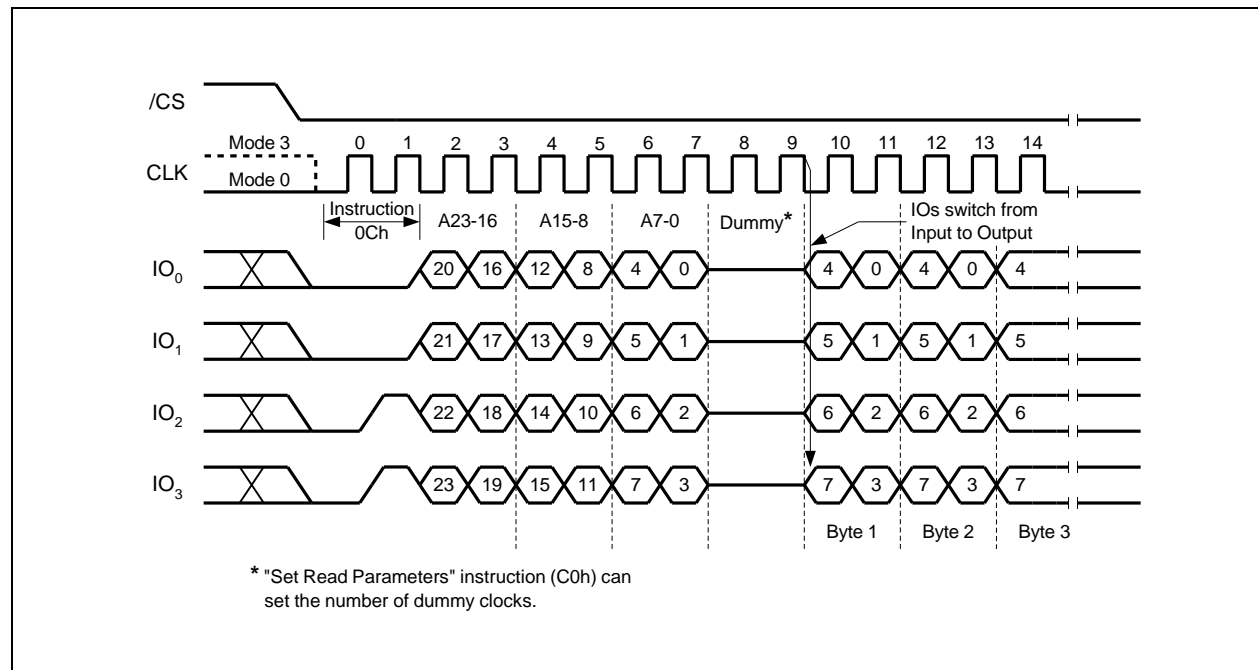 /CS
Mode 3 0 1 2 3 4 5 6 7 8 9 10 11 12 13 14
CLK
Mode 0
Instruction
0Ch
A23-16 A15-8 A7-0 Dummy*
IOs switch from
Input to Output
IO0 20 16 12 8 4 0 4 0 4 0 4
IO1 21 17 13 9 5 1 5 1 5 1 5
IO2 22 18 14 10 6 2 6 2 6 2 6
IO3 23 19 15 11 7 3 7 3 7 3 7
Byte 1 Byte 2 Byte 3
* "Set Read Parameters" instruction (C0h) can
set the number of dummy clocks.